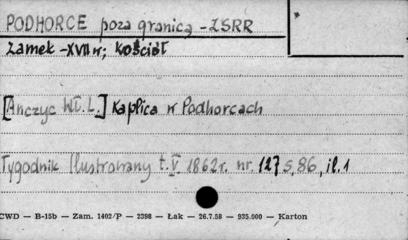 PODHORCE poza granicą - ZSRR
Zamek - XVII w; Kościół
[Anczyc Wł. L.] Kaplica w Podhorcach
Tygodnik Ilustrowany t. V 1862 r. nr. 127 s. 86, il. 1
CWD — B-15b — Zam. 1402/P — 2398 — Łak — 26.7.58 — 935.000 — Karton